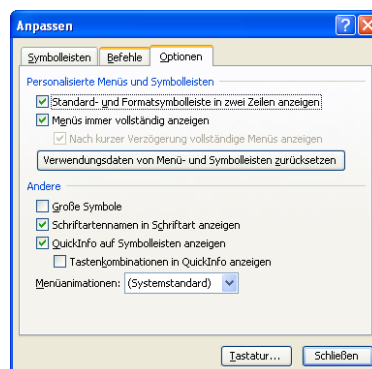 Anpassen
Symbolleisten Befehle Optionen
Personalisierte Menüs und Symbolleisten
Standard- und Formatsymbolleiste in zwei Zeilen anzeigen
Menüs immer vollständig anzeigen
Nach kurzer Verzögerung vollständige Menüs anzeigen
Verwendungsdaten von Menü- und Symbolleisten zurücksetzen
Andere
Große Symbole
Schriftartennamen in Schriftart anzeigen
QuickInfo auf Symbolleisten anzeigen
Tastenkombinationen in QuickInfo anzeigen
Menüanimationen: (Systemstandard)
Tastatur... Schließen